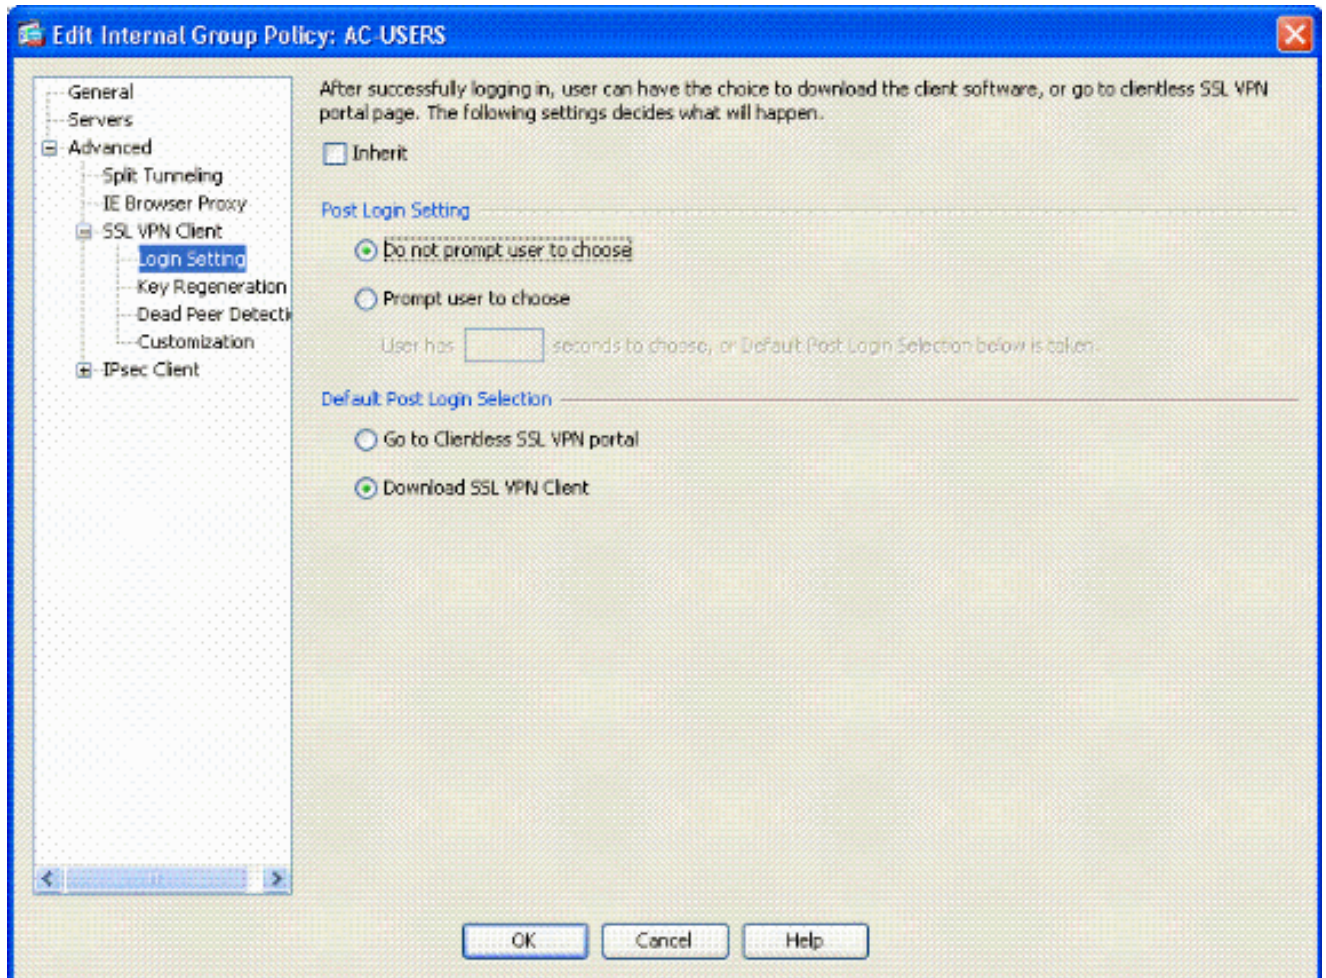 Edit Internal Group Policy: AC-USERS
General
Servers
Advanced
Split Tunneling
IE Browser Proxy
SSL VPN Client
Login Setting
Key Regeneration
Dead Peer Detecti
Customization
IPsec Client
After successfully logging in, user can have the choice to download the client software, or go to clientless SSL VPN
portal page. The following settings decides what will happen.
Inherit
Post Login Setting
Do not prompt user to choose
Prompt user to choose
User has seconds to choose, or Default Post Login Selection below is taken.
Default Post Login Selection
Go to Clientless SSL VPN portal
Download SSL VPN Client
OK Cancel Help